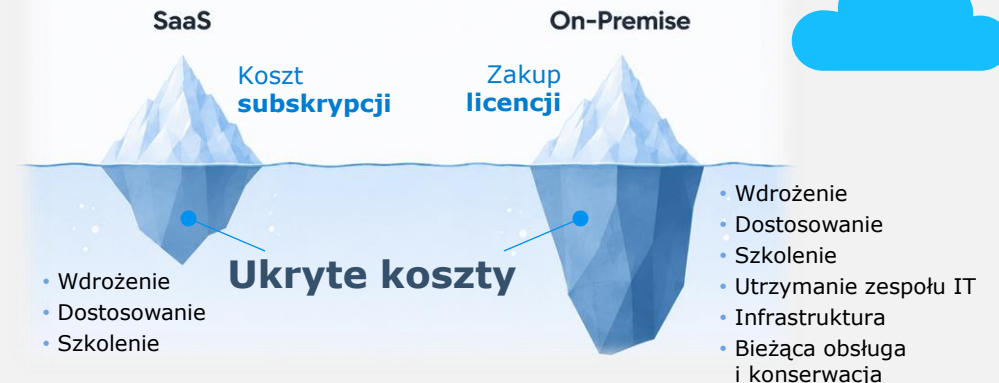 SaaS
On-Premise
Koszt
subskrypcji
Zakup
licencji
Ukryte koszty
• Wdrożenie
• Dostosowanie
• Szkolenie
• Wdrożenie
• Dostosowanie
• Szkolenie
• Utrzymanie zespołu IT
• Infrastruktura
• Bieżąca obsługa
i konserwacja